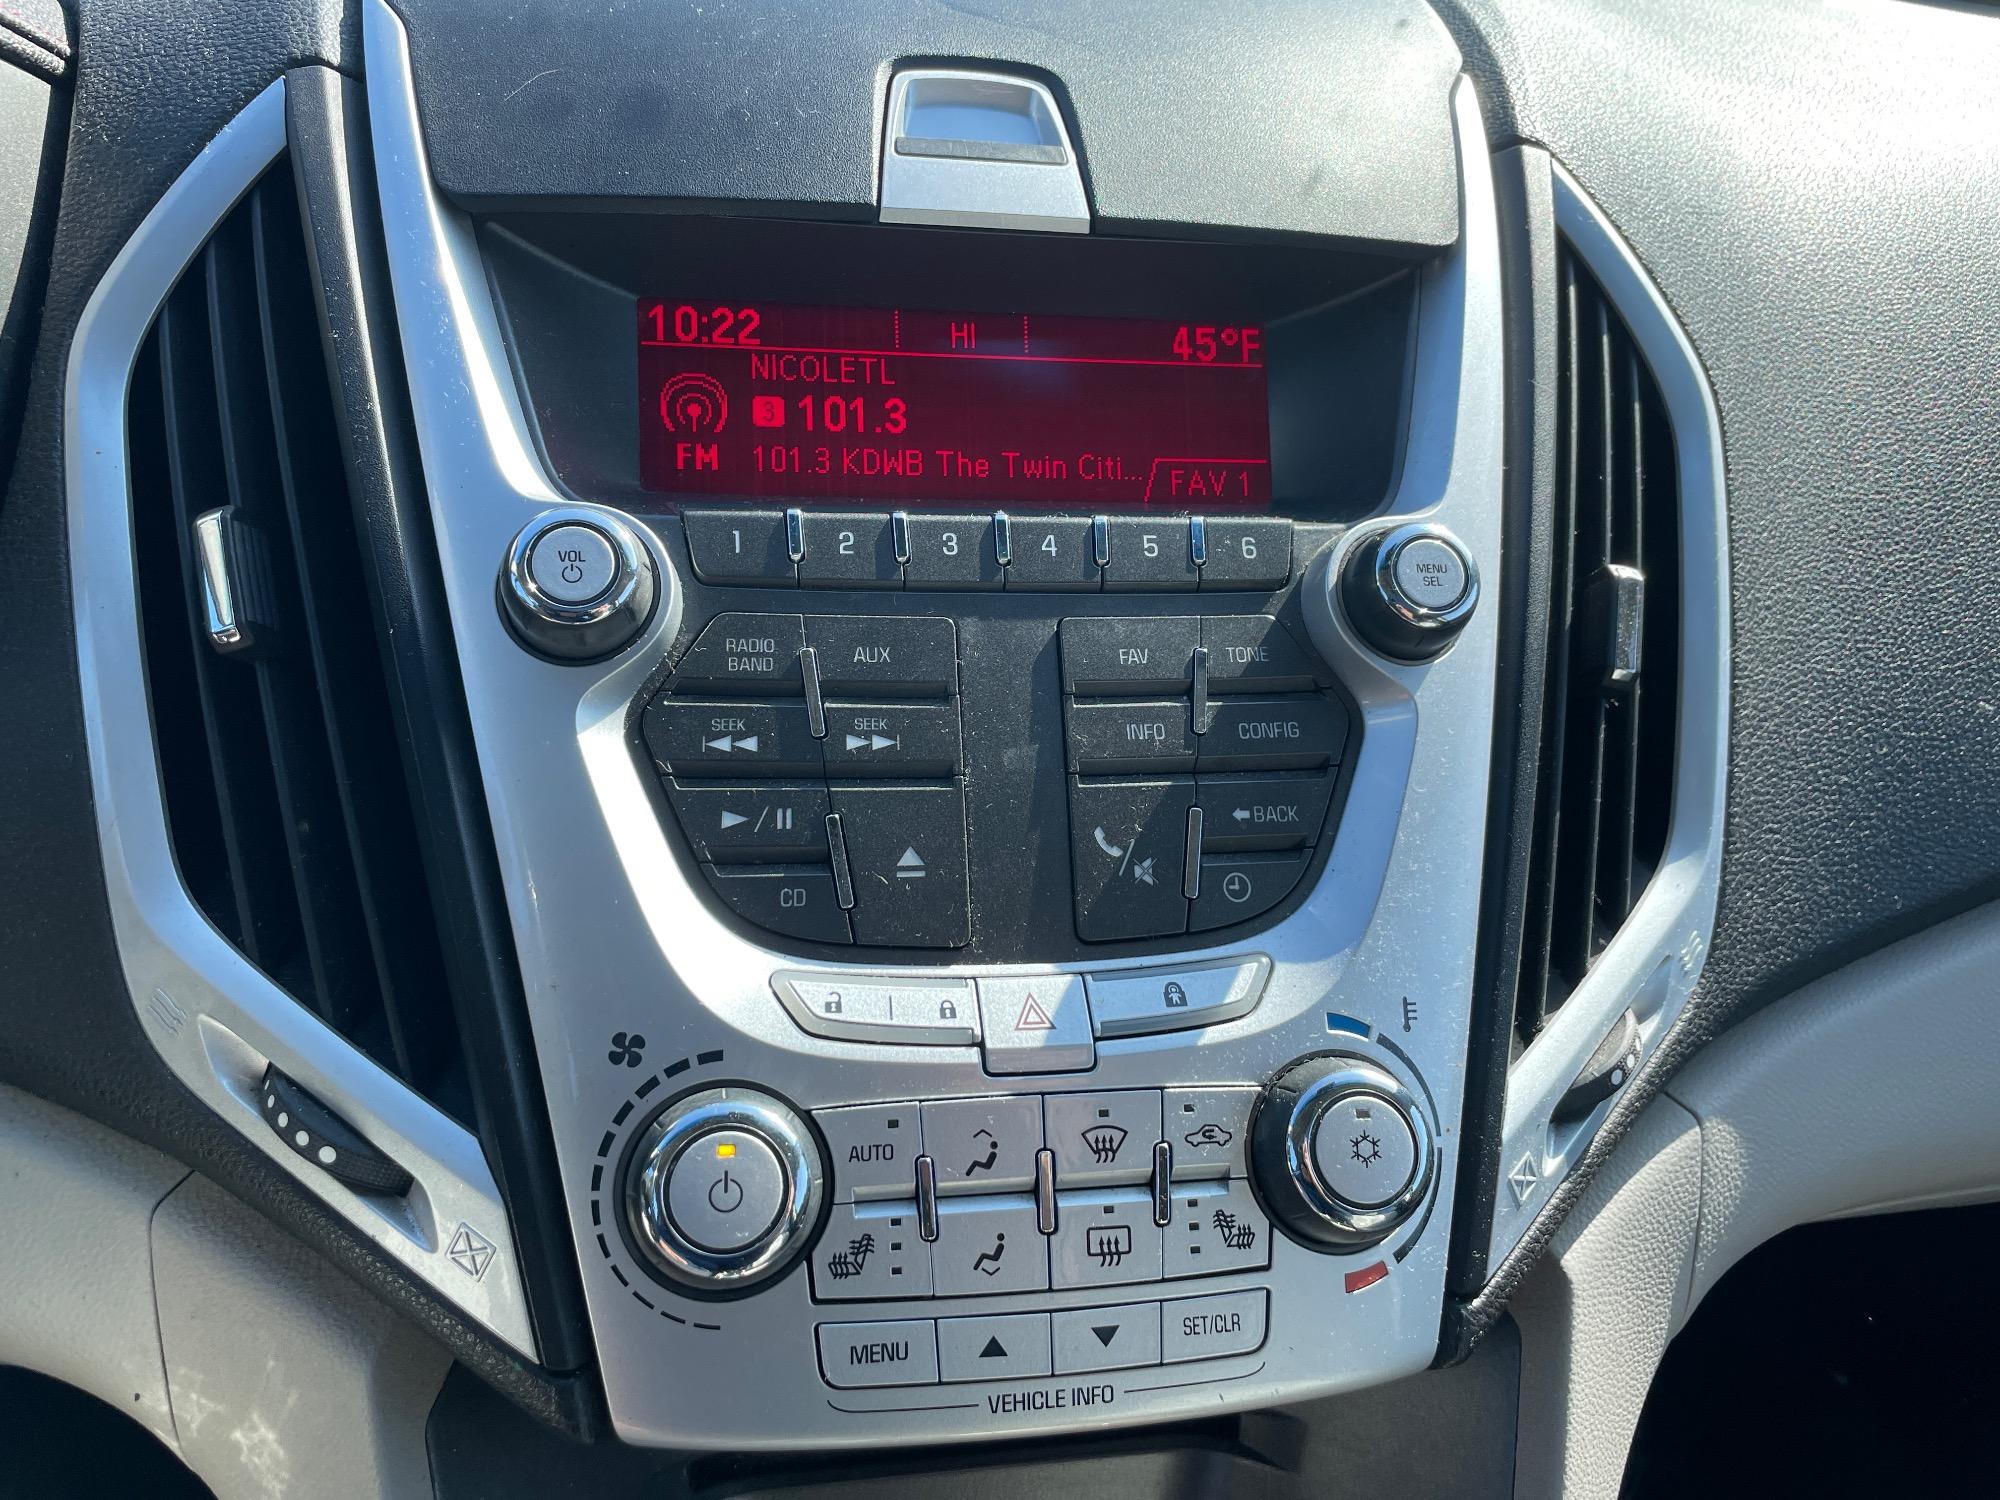 10:22 HI 45°F
NICOLETL
3 101.3
FM 101.3 KDWB The Twin Citi... FAV 1
1 2 3 4 5 6
VOL
MENU
SEL
RADIO
BAND
AUX
FAV
TONE
SEEK
SEEK
INFO
CONFIG
BACK
CD
AUTO
MENU
SET/CLR
VEHICLE INFO